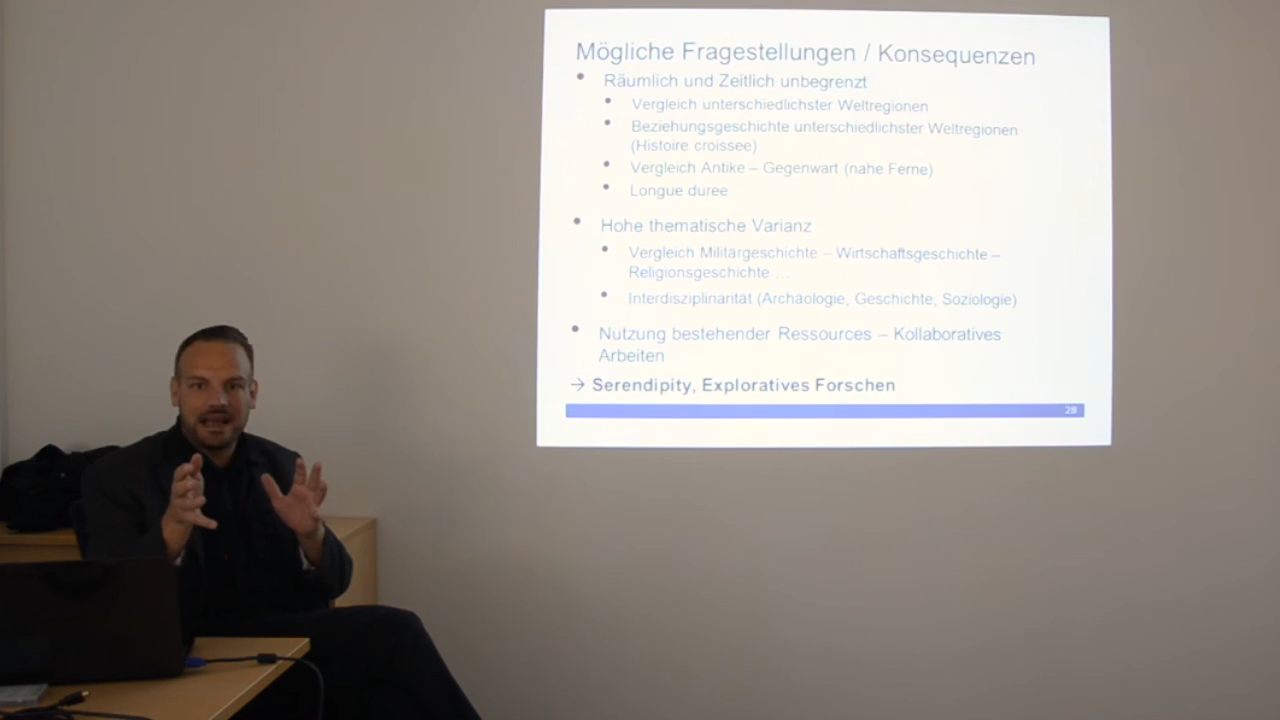 Mögliche Fragestellungen / Konsequenzen
• Räumlich und Zeitlich unbegrenzt
• Vergleich unterschiedlichster Weltregionen
• Beziehungsgeschichte unterschiedlichster Weltregionen
(Histoire croissee)
• Vergleich Antike – Gegenwart (nahe Ferne)
• Longue duree
• Hohe thematische Varianz
• Vergleich Militärgeschichte – Wirtschaftsgeschichte –
Religionsgeschichte ...
• Interdisziplinarität (Archäologie, Geschichte, Soziologie)
• Nutzung bestehender Ressources – Kollaboratives
Arbeiten
→ Serendipity, Exploratives Forschen
28